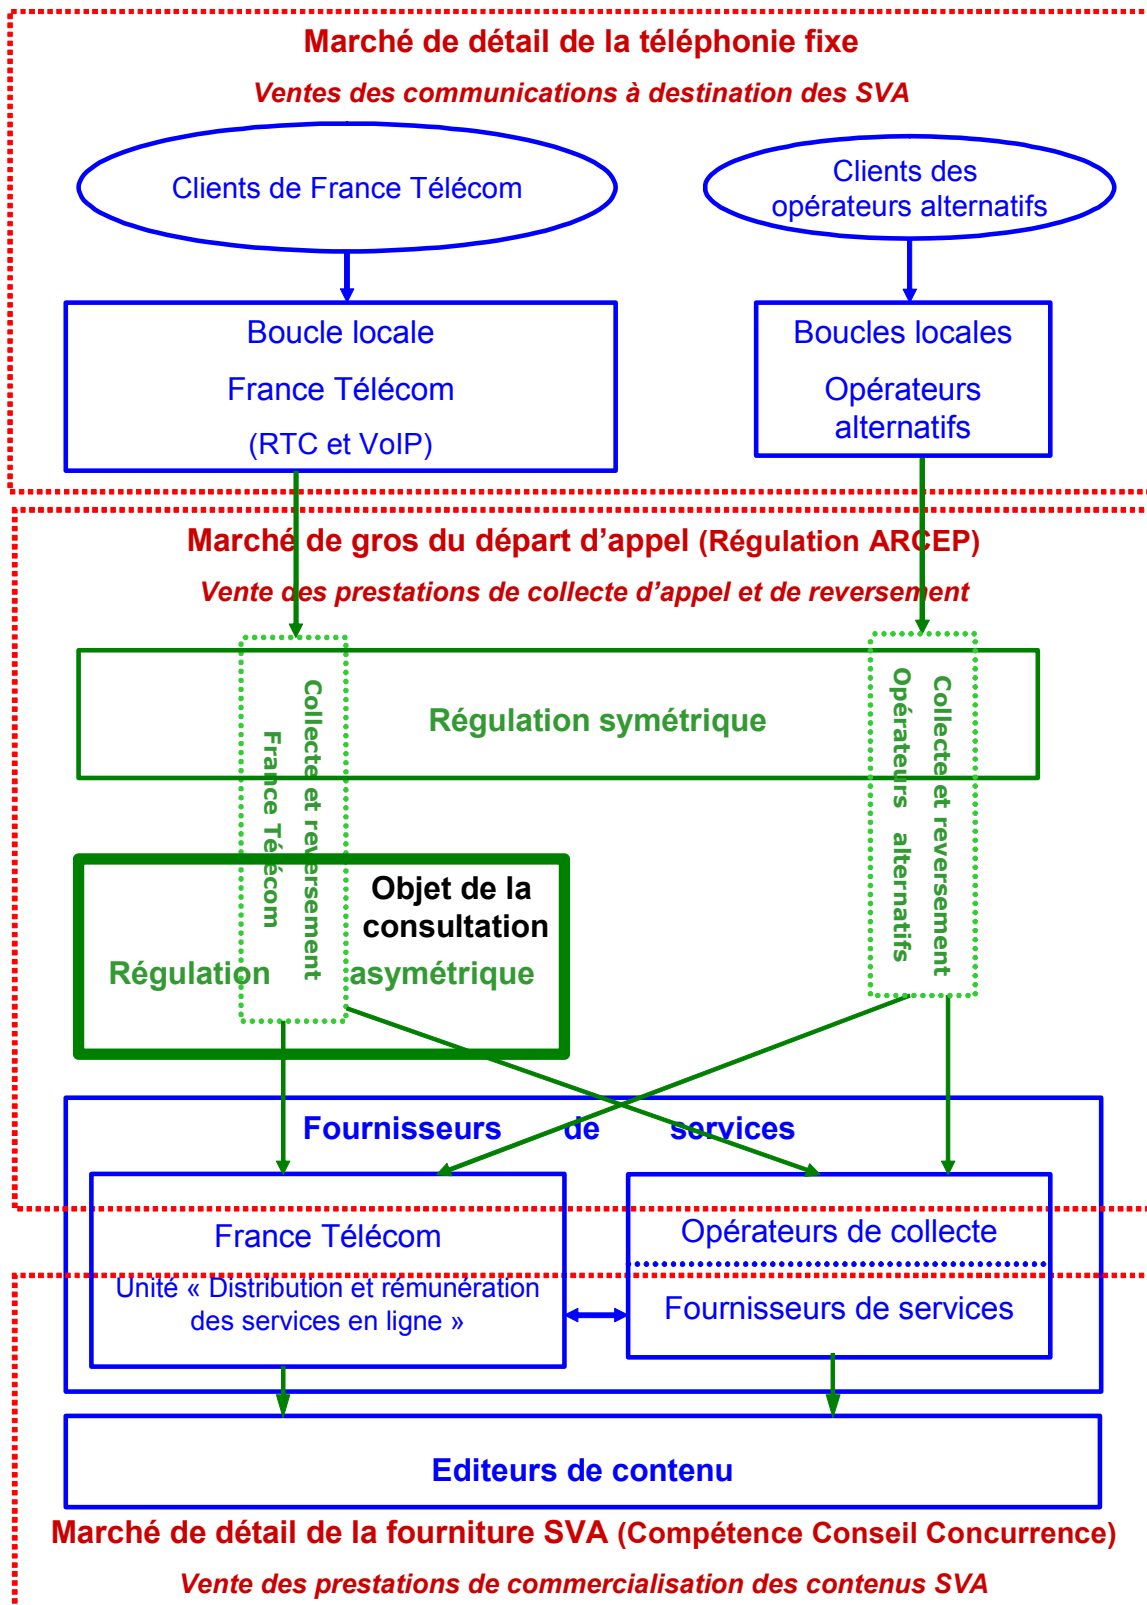 Marché de détail de la téléphonie fixe
Ventes des communications à destination des SVA
Clients de France Télécom
Clients des
opérateurs alternatifs
Boucle locale
France Télécom
(RTC et VoIP)
Boucles locales
Opérateurs
alternatifs
Marché de gros du départ d’appel (Régulation ARCEP)
Vente des prestations de collecte d’appel et de reversement
Régulation symétrique
Collecte et reversement
France Télécom
Collecte et reversement
Opérateurs alternatifs
Objet de la
consultation
Régulation asymétrique
Fournisseurs de services
France Télécom
Unité « Distribution et rémunération
des services en ligne »
Opérateurs de collecte
Fournisseurs de services
Editeurs de contenu
Marché de détail de la fourniture SVA (Compétence Conseil Concurrence)
Vente des prestations de commercialisation des contenus SVA